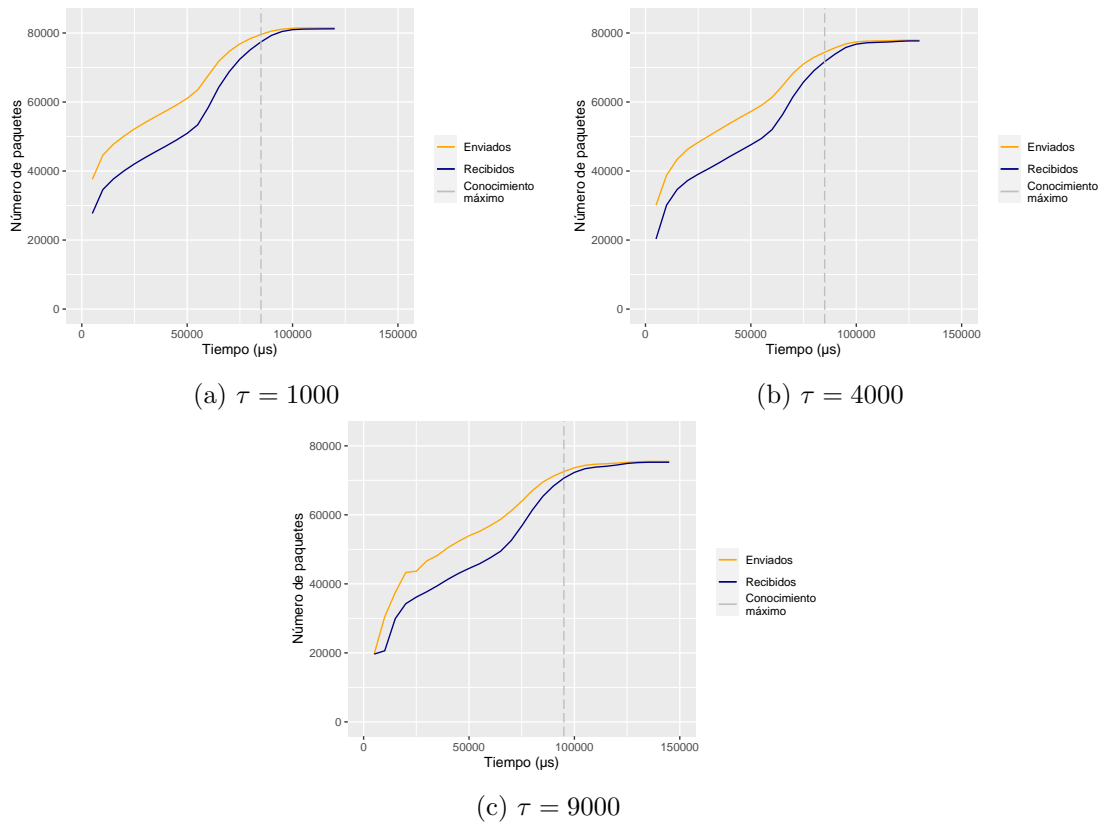 80000
60000
40000
20000
0
Número de paquetes
0 50000 100000 150000
Tiempo (µs)
Enviados
Recibidos
Conocimiento
máximo
(a) τ = 1000
80000
60000
40000
20000
0
Número de paquetes
0 50000 100000 150000
Tiempo (µs)
Enviados
Recibidos
Conocimiento
máximo
(b) τ = 4000
80000
60000
40000
20000
0
Número de paquetes
0 50000 100000 150000
Tiempo (µs)
Enviados
Recibidos
Conocimiento
máximo
(c) τ = 9000